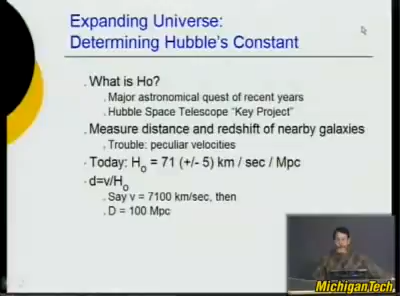 Expanding Universe:
Determining Hubble's Constant
. What is Ho?
. Major astronomical quest of recent years
. Hubble Space Telescope "Key Project"
. Measure distance and redshift of nearby galaxies
. Trouble: peculiar velocities
. Today: Ho = 71 (+/- 5) km / sec / Mpc
. d=v/Ho
. Say v = 7100 km/sec, then
. D = 100 Mpc
MichiganTech